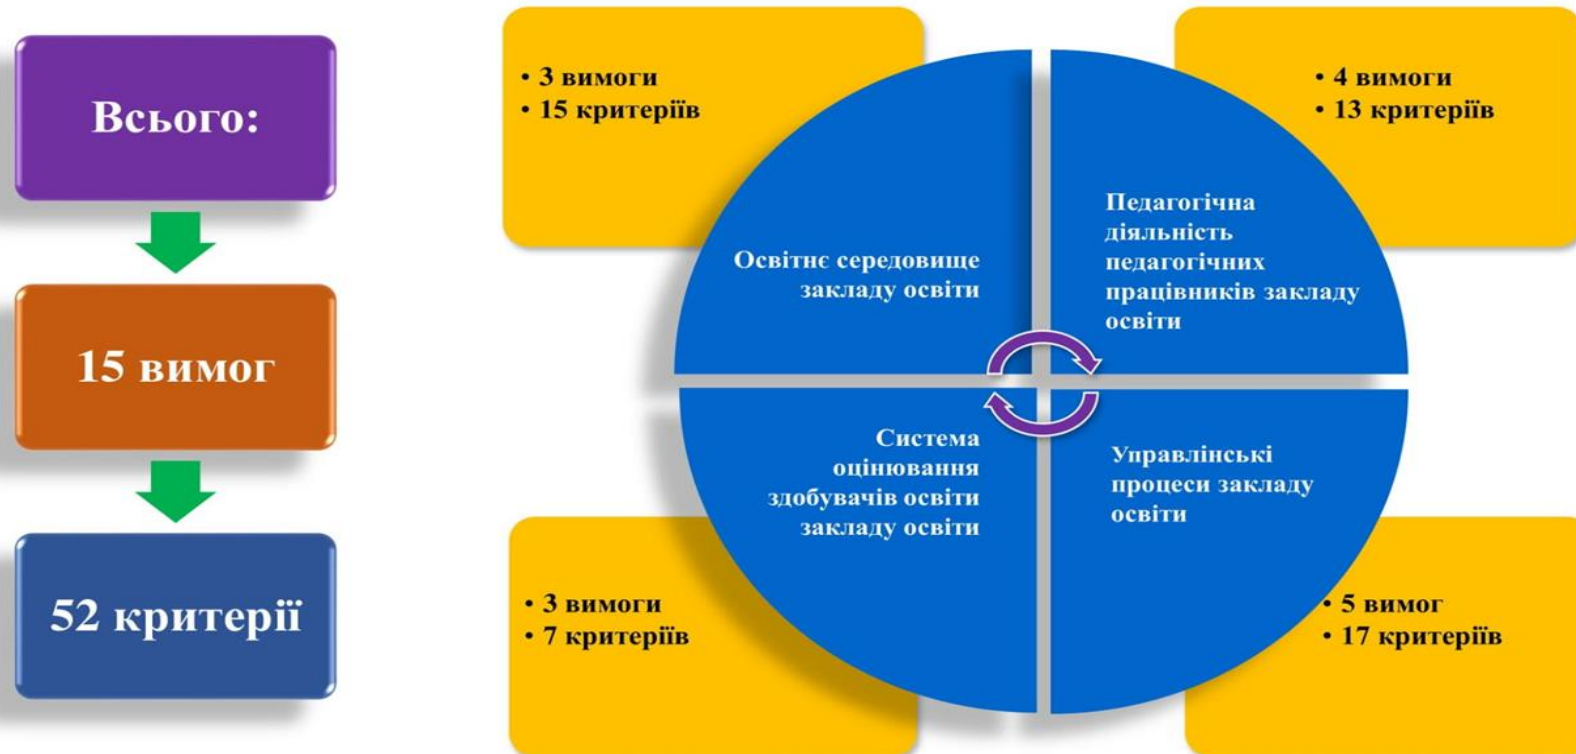 Всього:
15 вимог
52 критерії
• 3 вимоги
• 15 критеріїв
Освітнє середовище
закладу освіти
• 4 вимоги
• 13 критеріїв
Педагогічна
діяльність
педагогічних
працівників закладу
освіти
Система
оцінювання
здобувачів освіти
закладу освіти
• 3 вимоги
• 7 критеріїв
Управлінські
процеси закладу
освіти
• 5 вимог
• 17 критеріїв